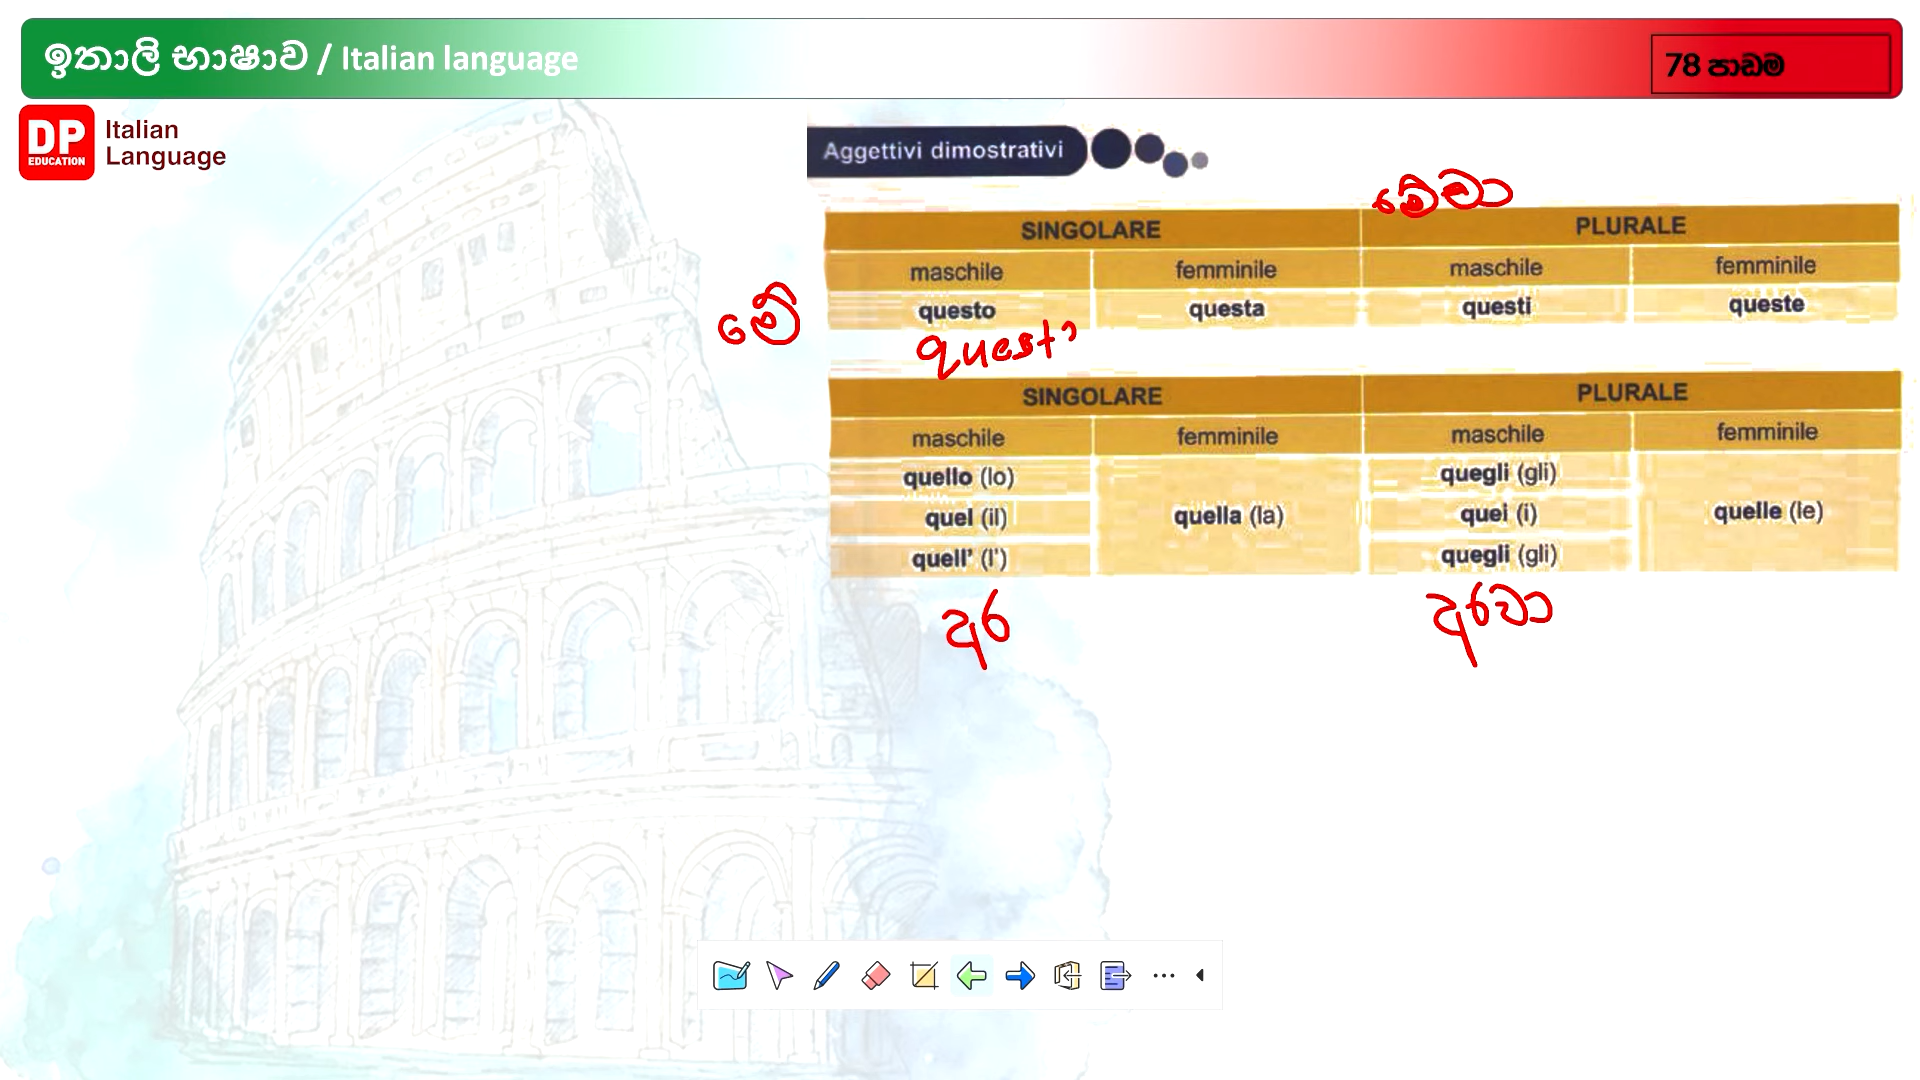 ඉතාලි භාෂාව / Italian language
78 පාඩම
DP
EDUCATION
Italian
Language
Aggettivi dimostrativi
මේවා
SINGOLARE PLURALE
maschile femminile maschile femminile
මේ
questo questa questi queste
quest'
SINGOLARE PLURALE
maschile femminile maschile femminile
quello (lo) quegli (gli)
quel (il) quella (la) quei (i) quelle (le)
quell' (l') quegli (gli)
අර අරවා